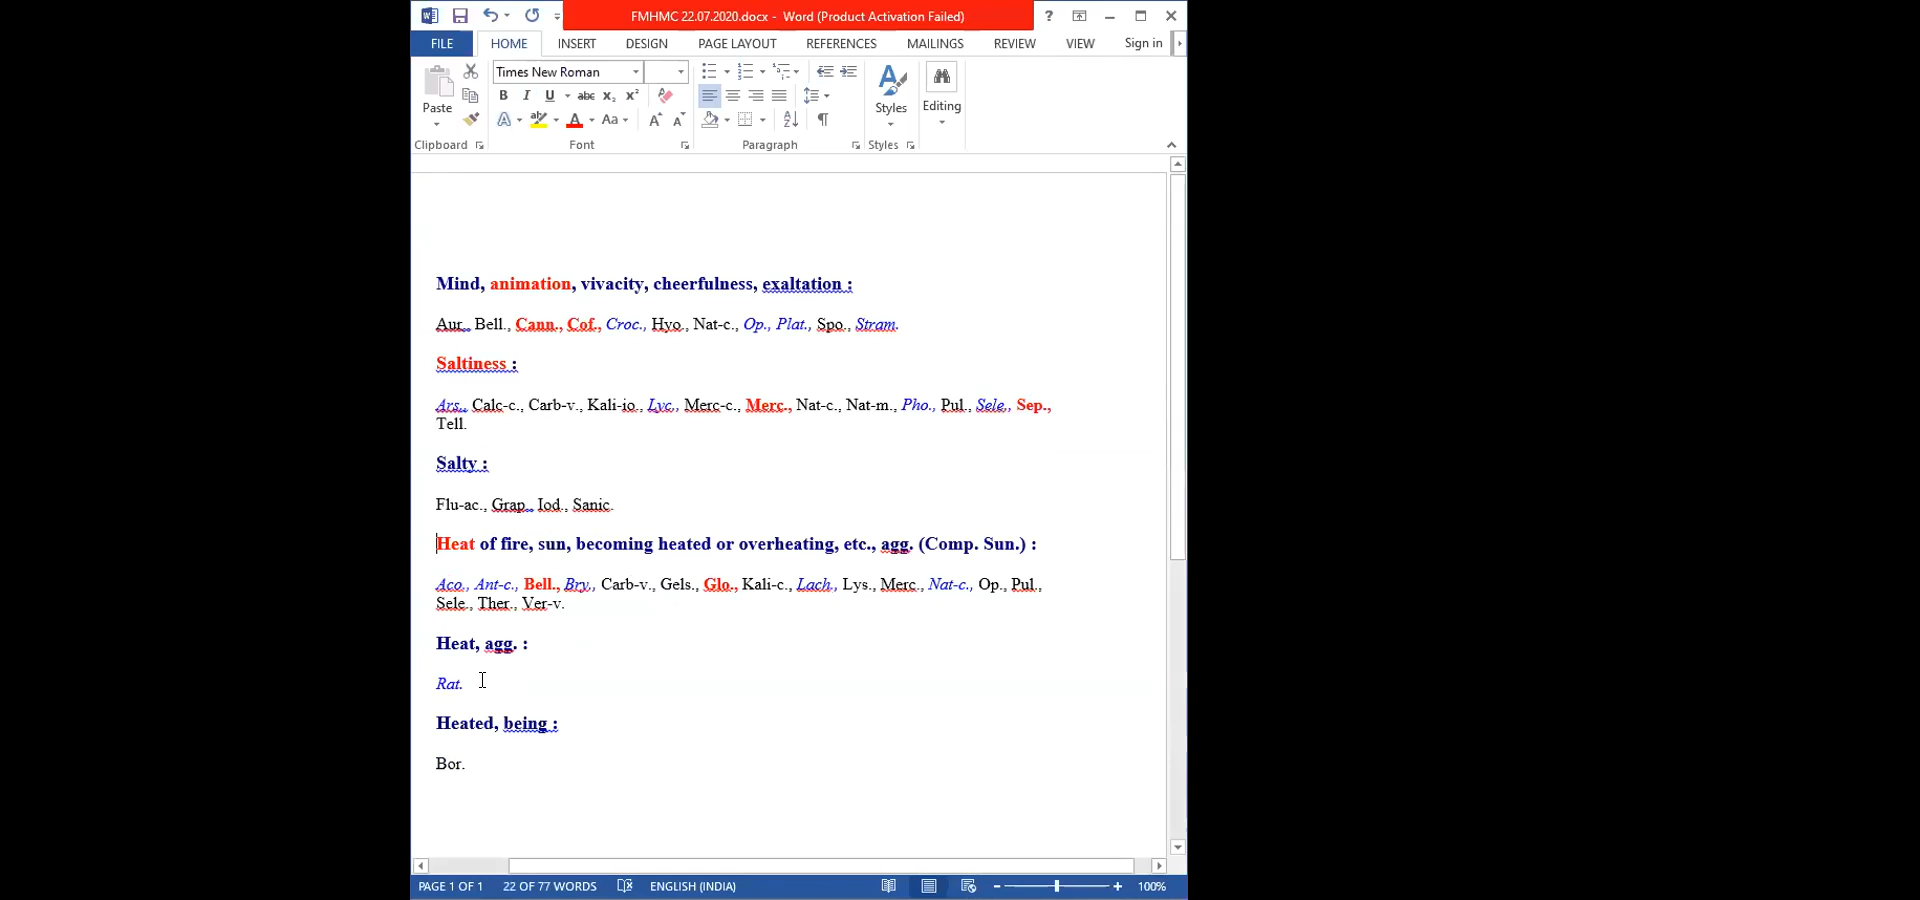 FMHMC 22.07.2020.docx - Word (Product Activation Failed)
FILE HOME INSERT DESIGN PAGE LAYOUT REFERENCES MAILINGS REVIEW VIEW Sign in
Times New Roman
Paste
Styles
Editing
Clipboard Font Paragraph Styles
Mind, animation, vivacity, cheerfulness, exaltation :
Aur., Bell., Cann., Cof., Croc., Hyo., Nat-c., Op., Plat., Spo., Stram.
Saltiness :
Ars., Calc-c., Carb-v., Kali-io., Lyc., Merc-c., Merc., Nat-c., Nat-m., Pho., Pul., Sele., Sep.,
Tell.
Salty :
Flu-ac., Grap., Iod., Sanic.
Heat of fire, sun, becoming heated or overheating, etc., agg. (Comp. Sun.) :
Aco., Ant-c., Bell., Bry., Carb-v., Gels., Glo., Kali-c., Lach., Lys., Merc., Nat-c., Op., Pul.,
Sele., Ther., Ver-v.
Heat, agg. :
Rat.
Heated, being :
Bor.
PAGE 1 OF 1 22 OF 77 WORDS ENGLISH (INDIA) 100%